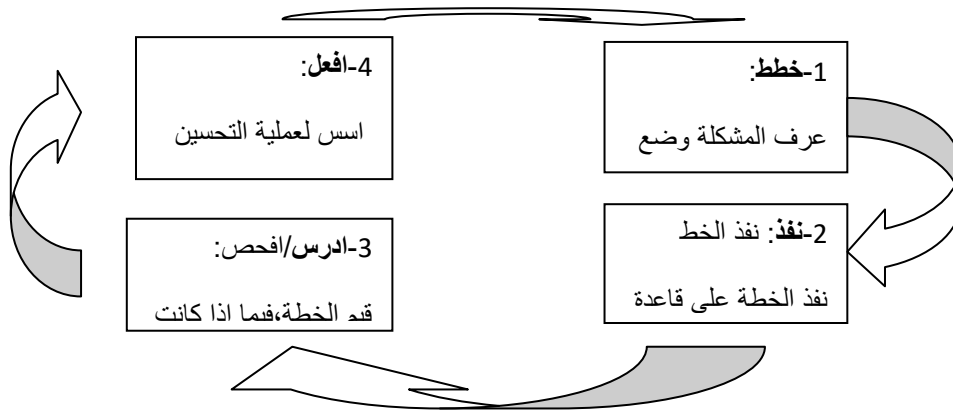 1-خطط:
عرف المشكلة وضع
2-نفذ: نفذ الخط
نفذ الخطة على قاعدة
3-ادرس/افحص:
قيم الخطة،فيما اذا كانت
4-افعل:
اسس لعملية التحسين